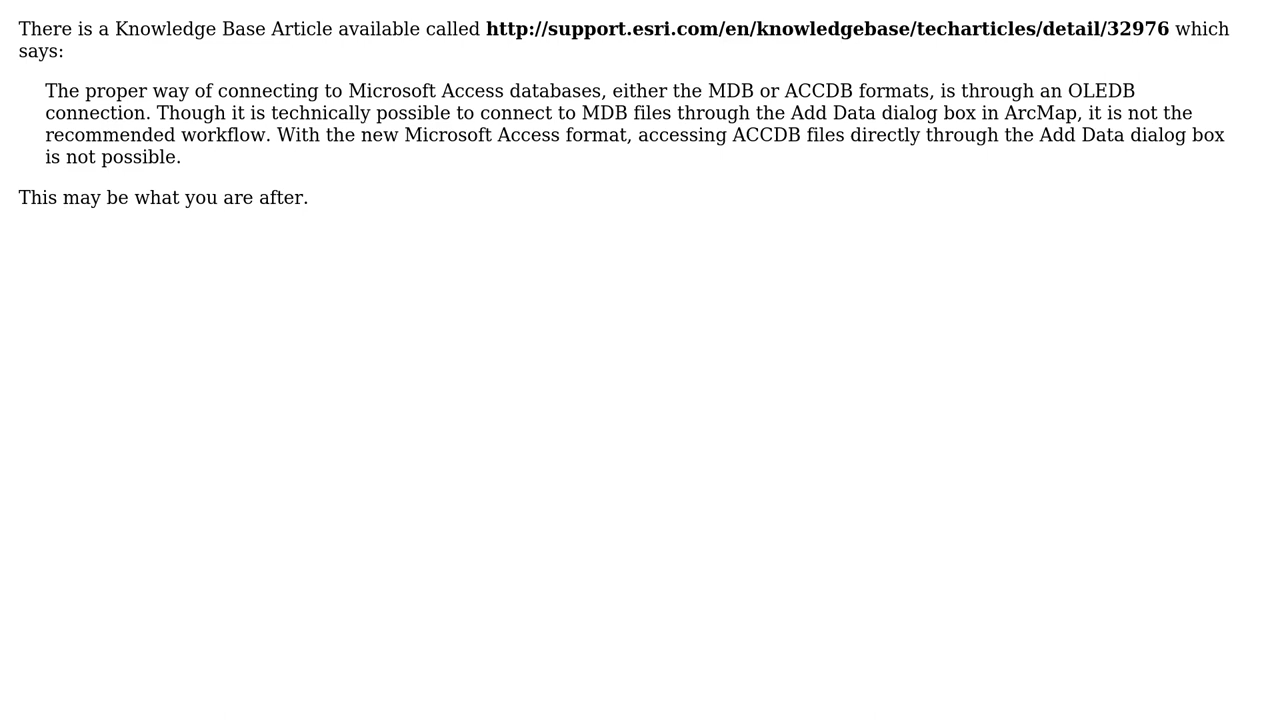 There is a Knowledge Base Article available called http://support.esri.com/en/knowledgebase/techarticles/detail/32976 which
says:
The proper way of connecting to Microsoft Access databases, either the MDB or ACCDB formats, is through an OLEDB
connection. Though it is technically possible to connect to MDB files through the Add Data dialog box in ArcMap, it is not the
recommended workflow. With the new Microsoft Access format, accessing ACCDB files directly through the Add Data dialog box
is not possible.
This may be what you are after.